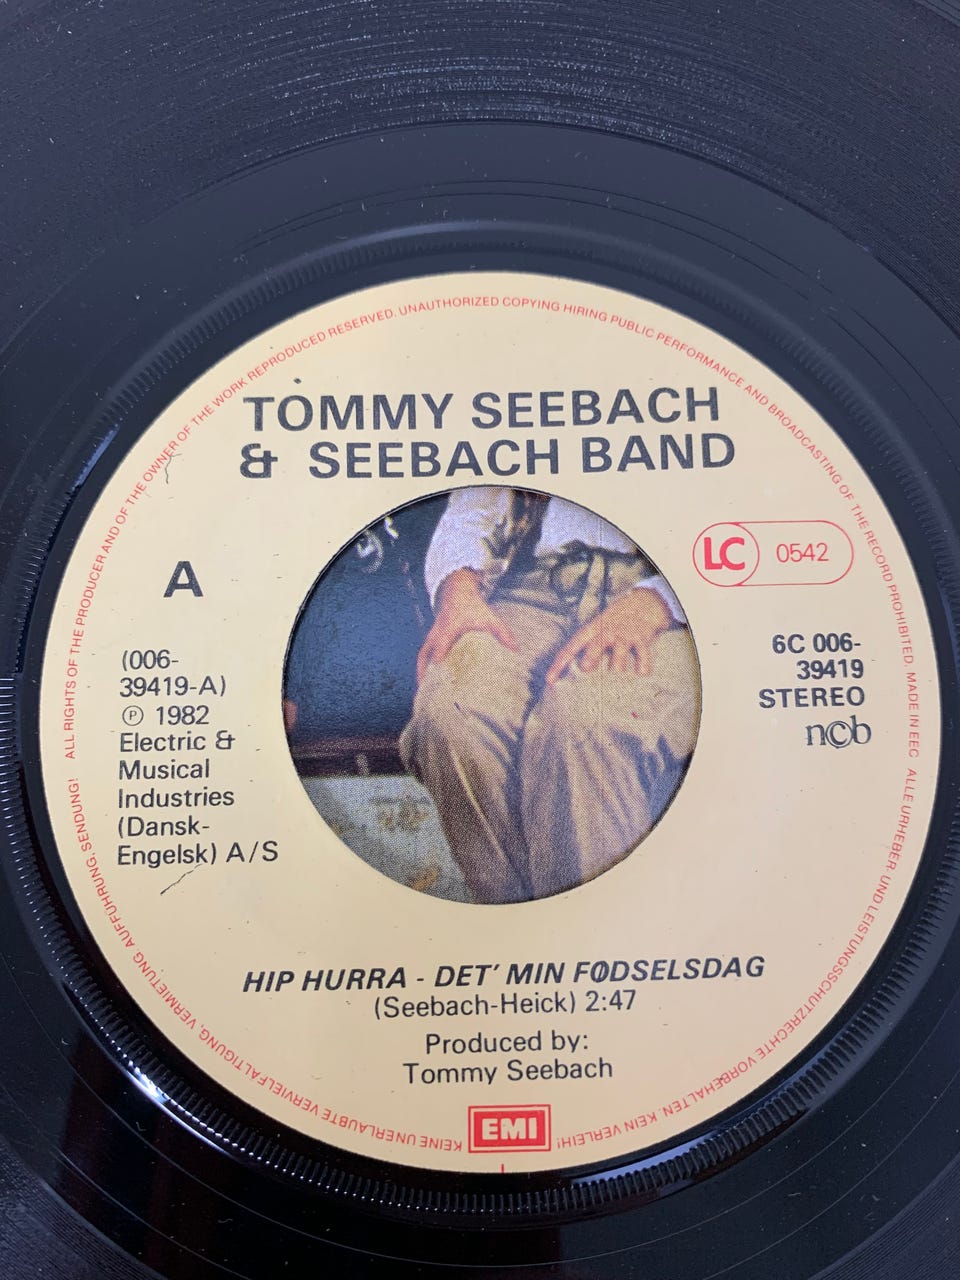 ALL RIGHTS OF THE PRODUCER AND OF THE OWNER OF THE WORK REPRODUCED RESERVED. UNAUTHORIZED COPYING HIRING PUBLIC PERFORMANCE AND BROADCASTING OF THE RECORD PROHIBITED. MADE IN EEC
TOMMY SEEBACH
& SEEBACH BAND
A
LC 0542
(006-
39419-A)
Ⓟ 1982
Electric &
Musical
Industries
(Dansk-
Engelsk) A/S
6C 006-
39419
STEREO
ncb
HIP HURRA - DET' MIN FØDSELSDAG
(Seebach-Heick) 2:47
Produced by:
Tommy Seebach
EMI
ALLE URHEBER- UND LEISTUNGSSCHUTZRECHTE VORBEHALTEN. KEIN VERLEIH!
KEINE UNERLAUBTE VERVIELFALTIGUNG, VERMIETUNG, AUFFUHRUNG, SENDUNG!